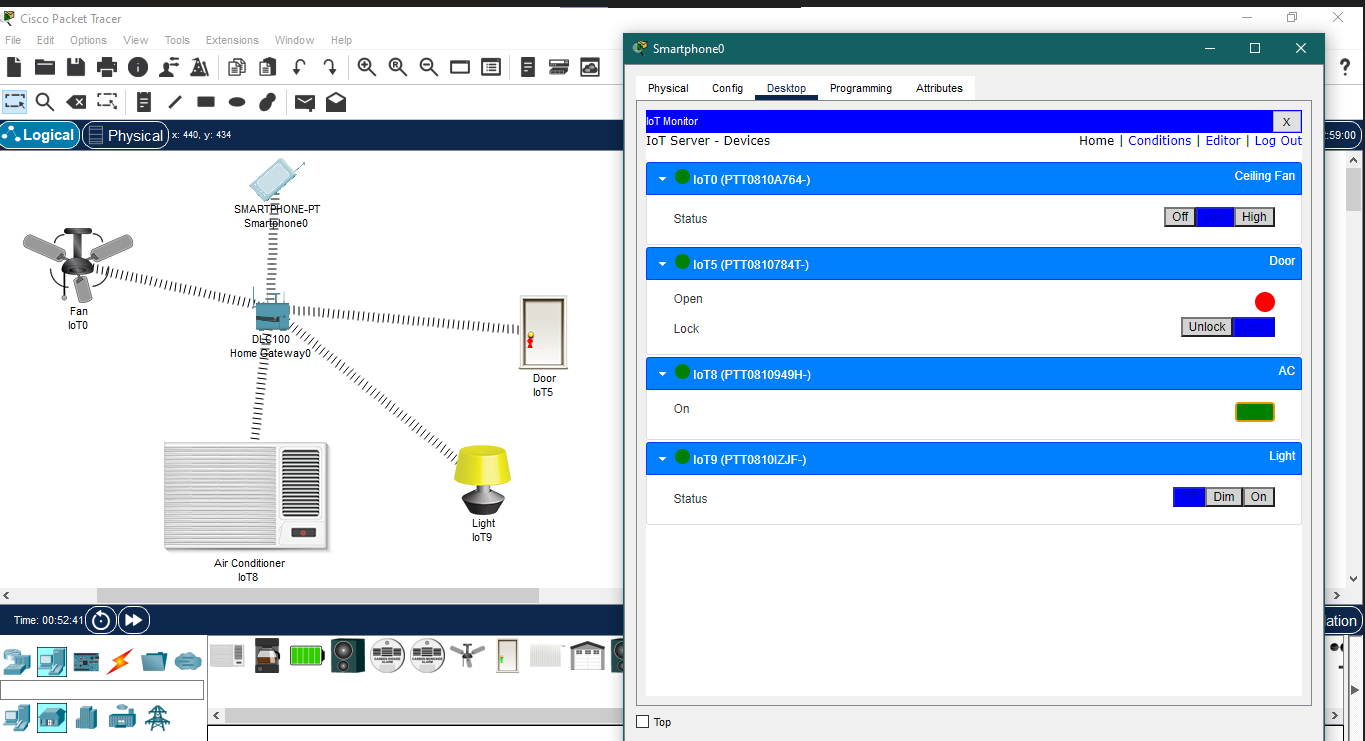 Cisco Packet Tracer
File Edit Options View Tools Extensions Window Help
Logical
Physical
x: 440, y: 434
:59:00
SMARTPHONE-PT
Smartphone0
Fan
IoT0
DLC100
Home Gateway0
Door
IoT5
Light
IoT9
Air Conditioner
IoT8
Time: 00:52:41
ation
Smartphone0
Physical Config Desktop Programming Attributes
IoT Monitor X
IoT Server - Devices Home | Conditions | Editor | Log Out
IoT0 (PTT0810A764-) Ceiling Fan
Status Off High
IoT5 (PTT0810784T-) Door
Open
Lock Unlock
IoT8 (PTT0810949H-) AC
On
IoT9 (PTT0810IZJF-) Light
Status Dim On
Top